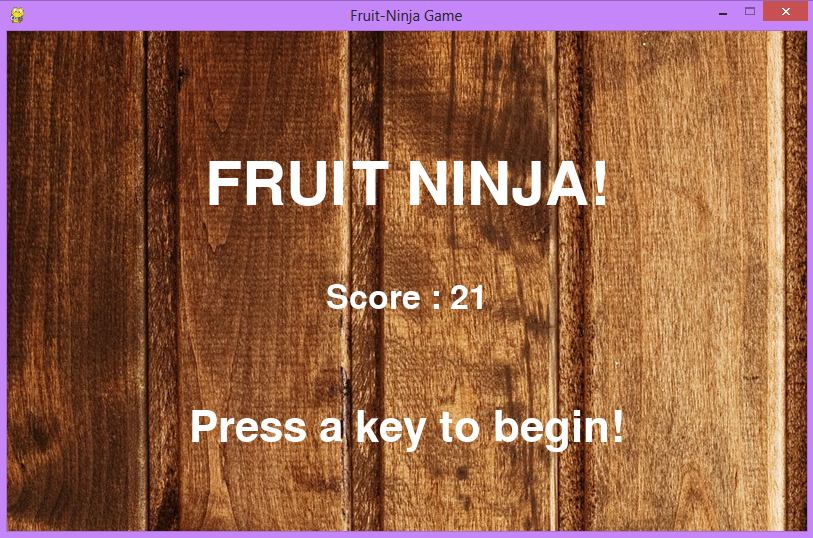 Fruit-Ninja Game
FRUIT NINJA!
Score : 21
Press a key to begin!